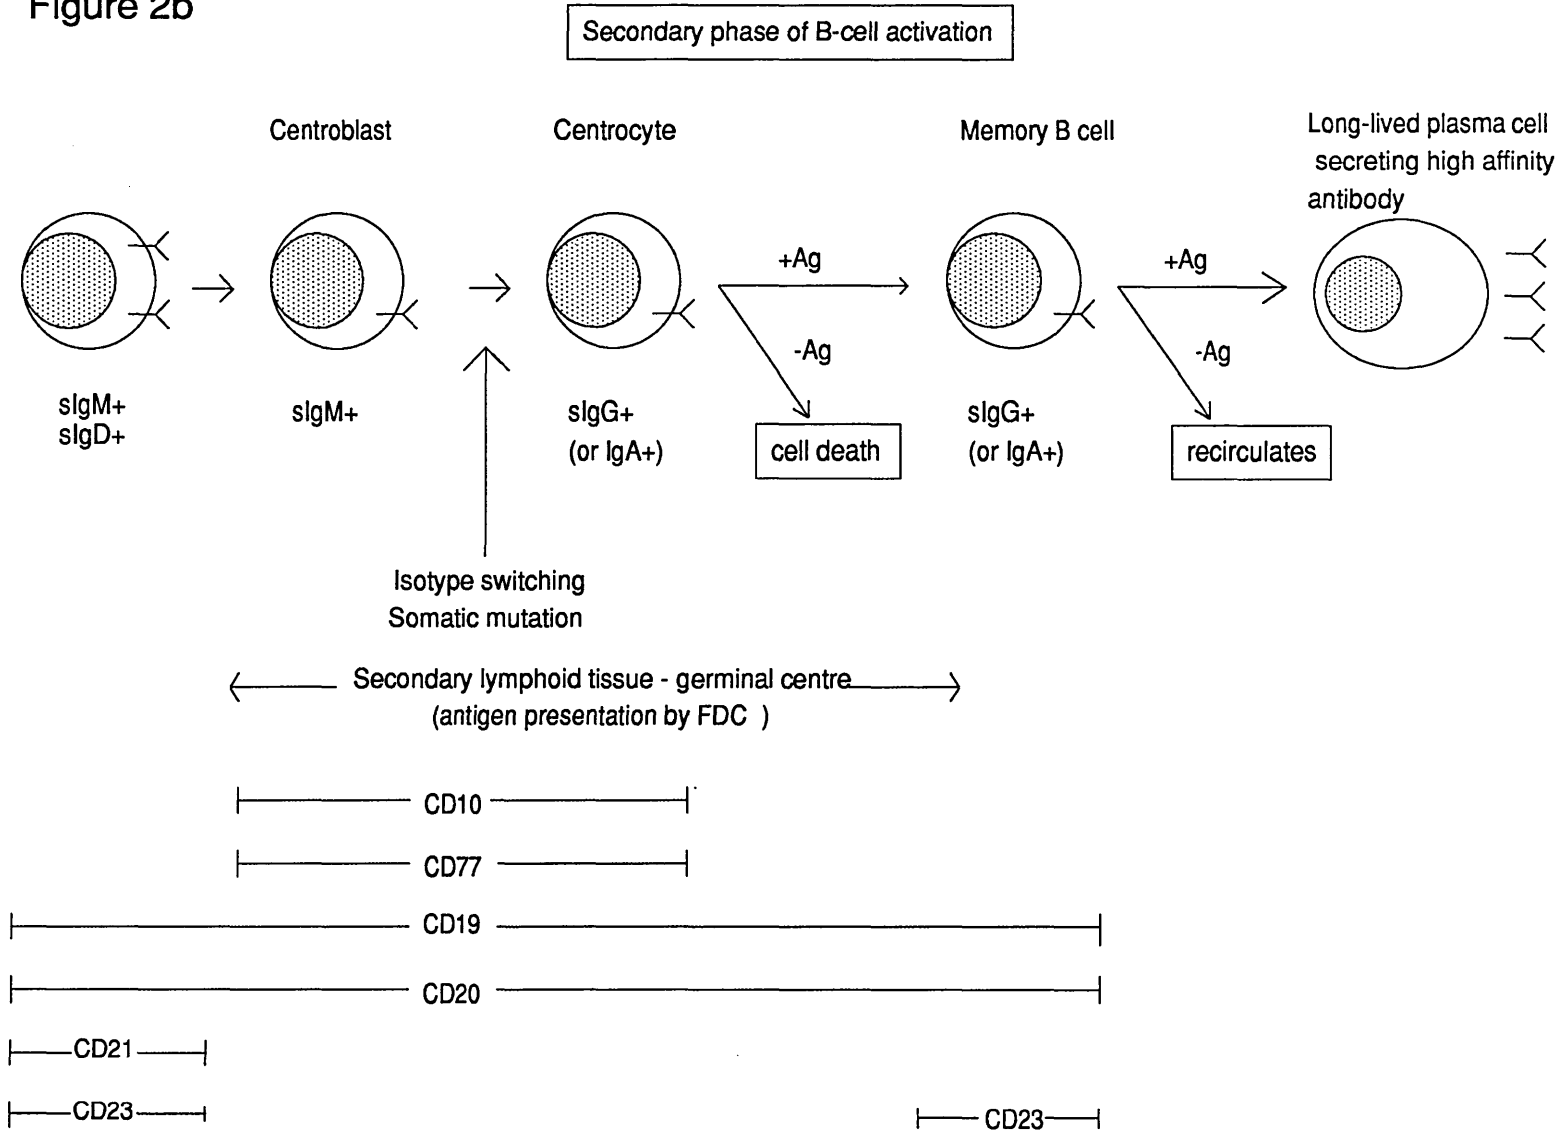 Figure 2b
Secondary phase of B-cell activation
Centroblast
Centrocyte
Memory B cell
Long-lived plasma cell
secreting high affinity
antibody
+Ag
+Ag
-Ag
-Ag
sIgM+
sIgD+
sIgM+
sIgG+
(or IgA+)
cell death
sIgG+
(or IgA+)
recirculates
Isotype switching
Somatic mutation
Secondary lymphoid tissue - germinal centre
(antigen presentation by FDC )
CD10
CD77
CD19
CD20
CD21
CD23
CD23